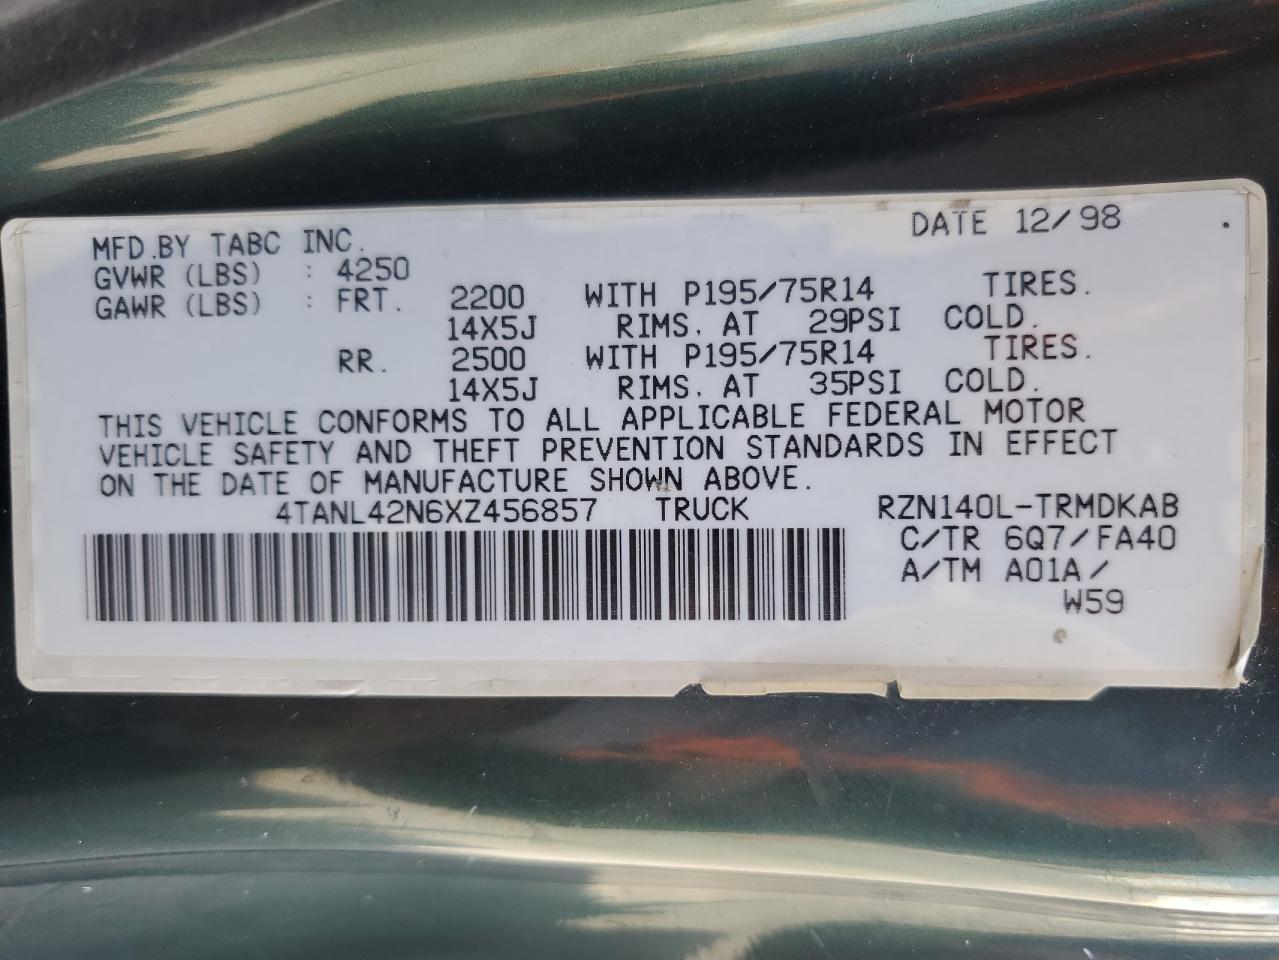 DATE 12/98
MFD.BY TABC INC.
GVWR (LBS) : 4250
GAWR (LBS) : FRT. 2200 WITH P195/75R14 TIRES.
14X5J RIMS. AT 29PSI COLD.
RR. 2500 WITH P195/75R14 TIRES.
14X5J RIMS. AT 35PSI COLD.
THIS VEHICLE CONFORMS TO ALL APPLICABLE FEDERAL MOTOR
VEHICLE SAFETY AND THEFT PREVENTION STANDARDS IN EFFECT
ON THE DATE OF MANUFACTURE SHOWN ABOVE.
4TANL42N6XZ456857 TRUCK RZN140L-TRMDKAB
C/TR 6Q7/FA40
A/TM A01A/
W59